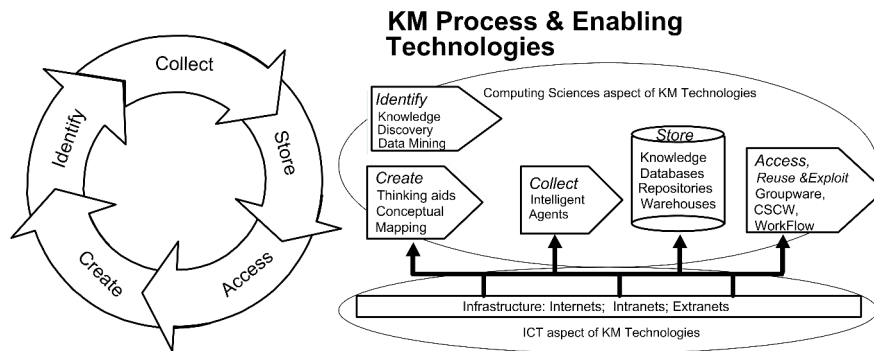 KM Process & Enabling
Technologies
Collect
Store
Access
Create
Identify
Computing Sciences aspect of KM Technologies
Identify
Knowledge
Discovery
Data Mining
Create
Thinking aids
Conceptual
Mapping
Collect
Intelligent
Agents
Store
Knowledge
Databases
Repositories
Warehouses
Access,
Reuse &Exploit
Groupware,
CSCW,
WorkFlow
Infrastructure: Internets; Intranets; Extranets
ICT aspect of KM Technologies